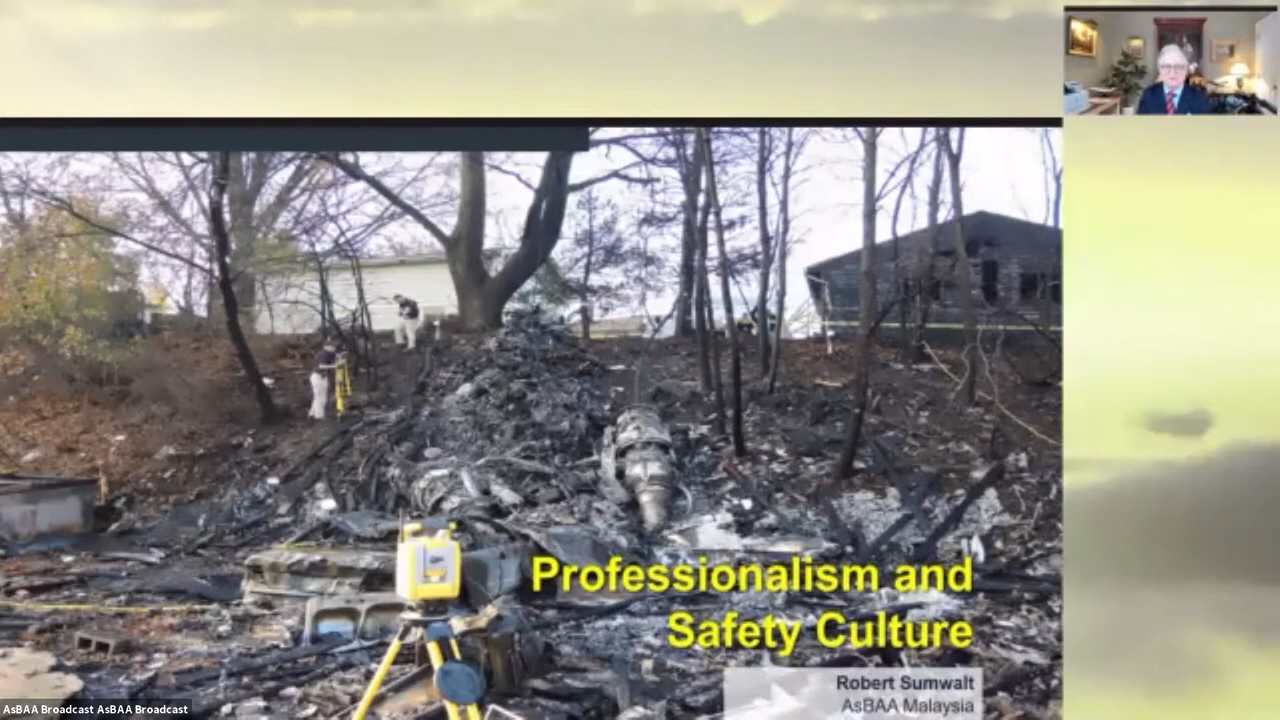 Professionalism and
Safety Culture
Robert Sumwalt
AsBAA Malaysia
AsBAA Broadcast AsBAA Broadcast